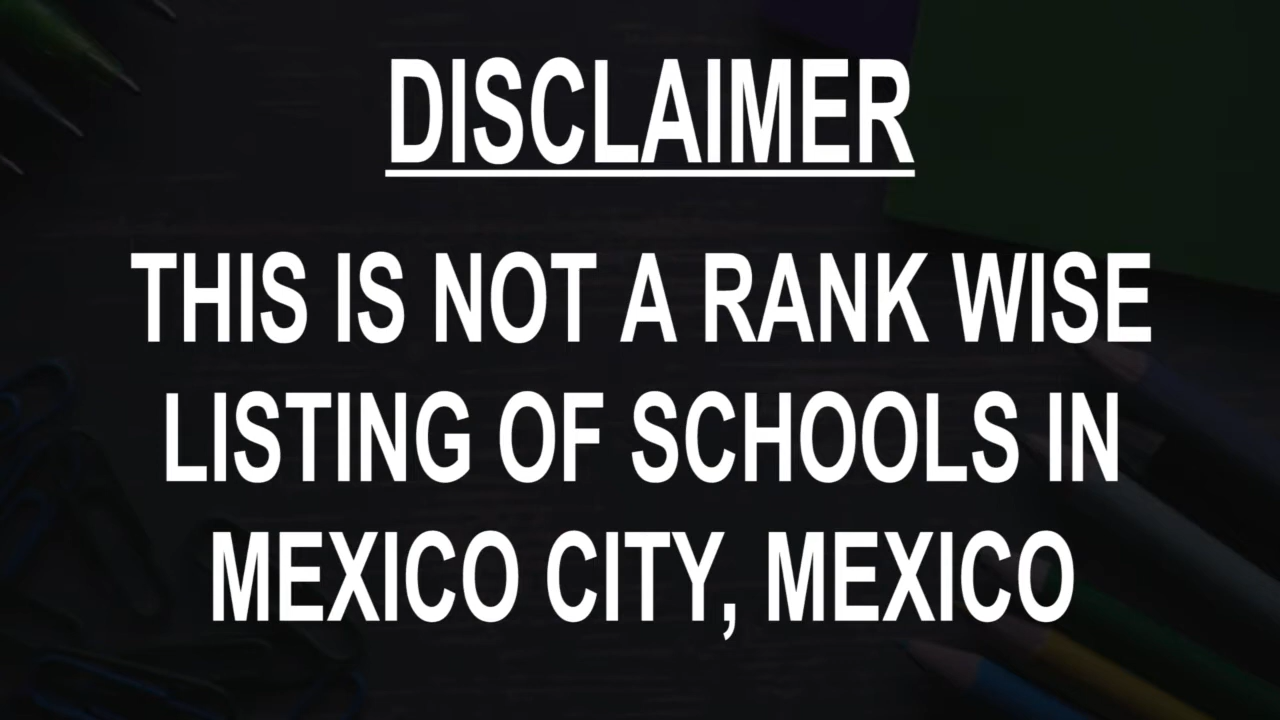 DISCLAIMER
THIS IS NOT A RANK WISE
LISTING OF SCHOOLS IN
MEXICO CITY, MEXICO